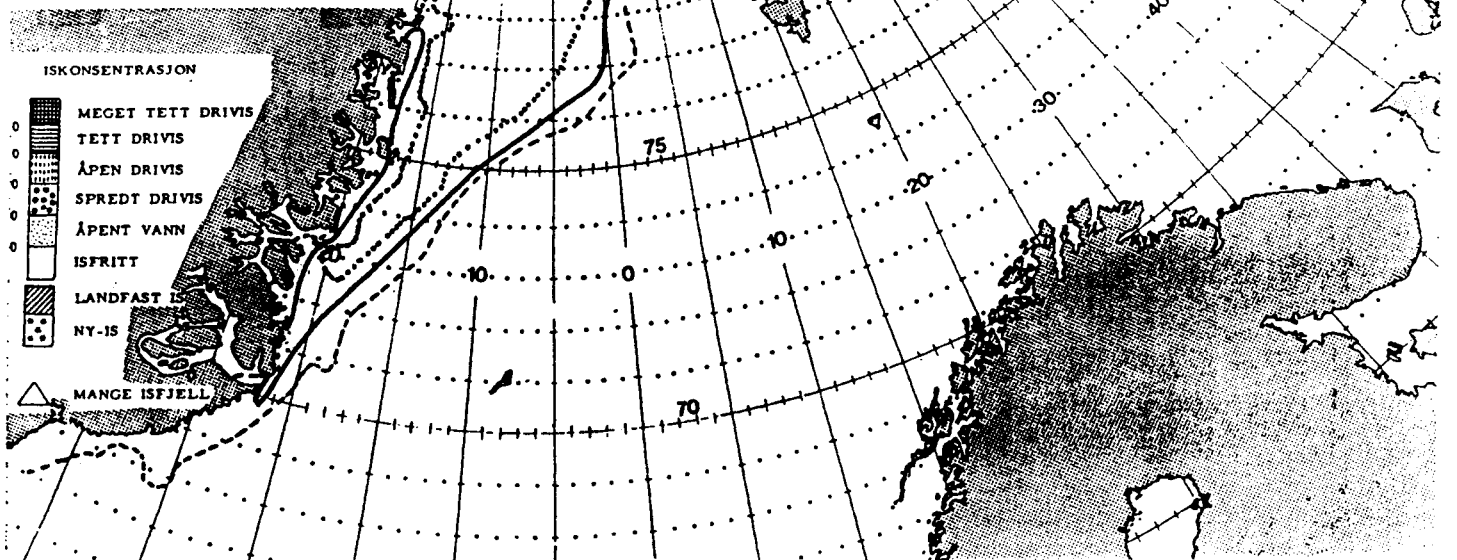 ISKONSENTRASJON
MEGET TETT DRIVIS
TETT DRIVIS
ÅPEN DRIVIS
SPREDT DRIVIS
ÅPENT VANN
ISFRITT
LANDFAST IS
NY-IS
MANGE ISFJELL
40
30
75
20
10
10
0
70